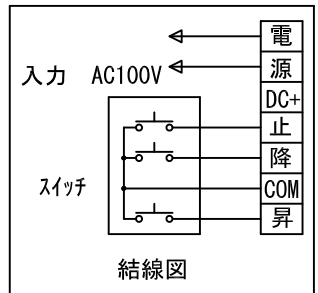 電
源
入力 AC100V
DC+
止
降
スイッチ
COM
昇
結線図